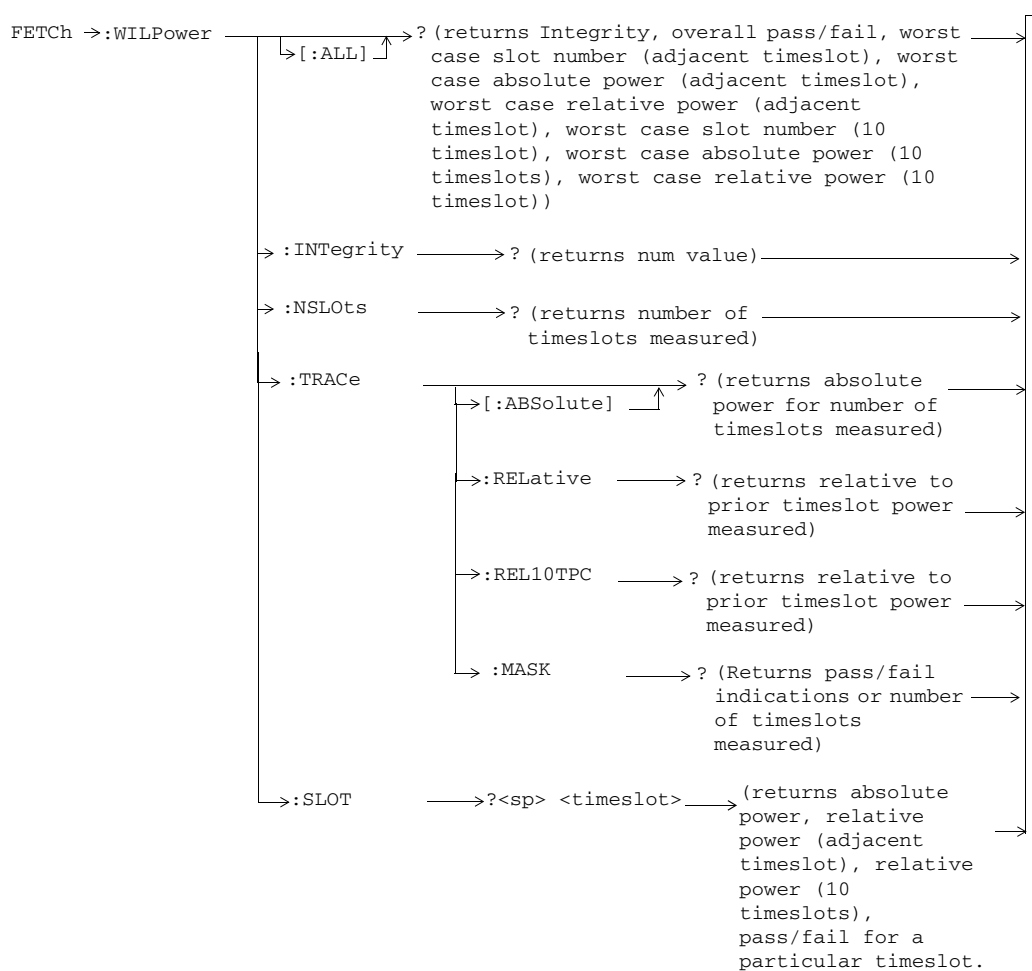 FETCh :WILPower ? (returns Integrity, overall pass/fail, worst
[:ALL] case slot number (adjacent timeslot), worst
case absolute power (adjacent timeslot),
worst case relative power (adjacent
timeslot), worst case slot number (10
timeslot), worst case absolute power (10
timeslots), worst case relative power (10
timeslot))
:INTegrity ? (returns num value)
:NSLOts ? (returns number of
timeslots measured)
:TRACe ? (returns absolute
[:ABSolute] power for number of
timeslots measured)
:RELative ? (returns relative to
prior timeslot power
measured)
:REL10TPC ? (returns relative to
prior timeslot power
measured)
:MASK ? (Returns pass/fail
indications or number
of timeslots
measured)
:SLOT ?<sp> <timeslot> (returns absolute
power, relative
power (adjacent
timeslot), relative
power (10
timeslots),
pass/fail for a
particular timeslot.